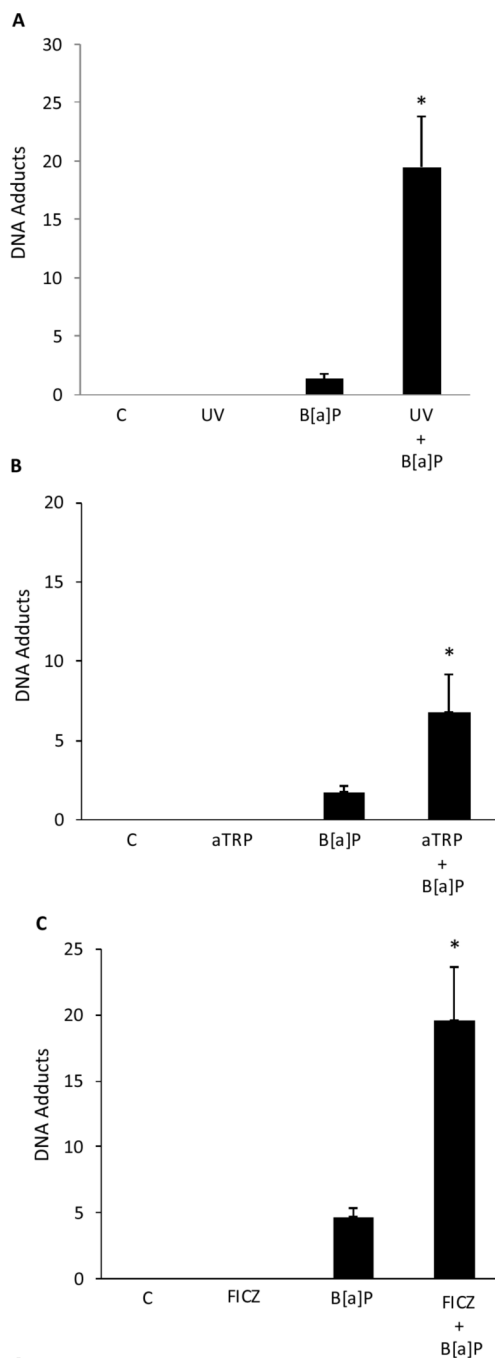 A
30
25
20
15
10
5
0
DNA Adducts
*
C UV B[a]P UV
+
B[a]P
B
20
15
10
5
0
DNA Adducts
*
C aTRP B[a]P aTRP
+
B[a]P
C
25
20
15
10
5
0
DNA Adducts
*
C FICZ B[a]P FICZ
+
B[a]P